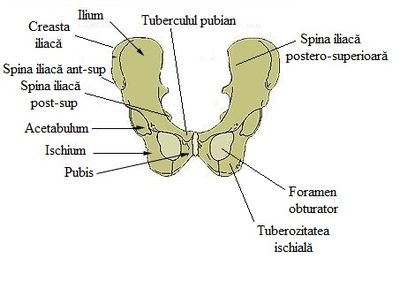 Ilium
Creasta
iliacă
Spina iliacă ant-sup
Spina iliacă
post-sup
Acetabulum
Ischium
Pubis
Tuberculul pubian
Spina iliacă
postero-superioară
Foramen
obturator
Tuberozitatea
ischială